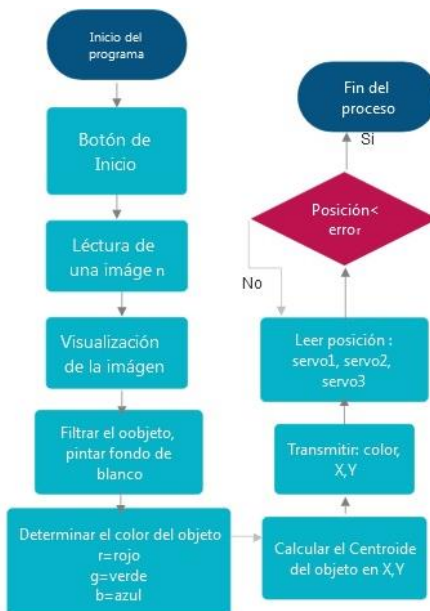 Inicio del
programa
Botón de
Inicio
Léctura de
una imáge n
Visualización
de la imágen
Filtrar el oobjeto,
pintar fondo de
blanco
Determinar el color del objeto
r=rojo
g=verde
b=azul
Calcular el Centroide
del objeto en X,Y
Transmitir: color,
X,Y
Leer posición :
servo1, servo2,
servo3
No
Posición<
error
Si
Fin del
proceso